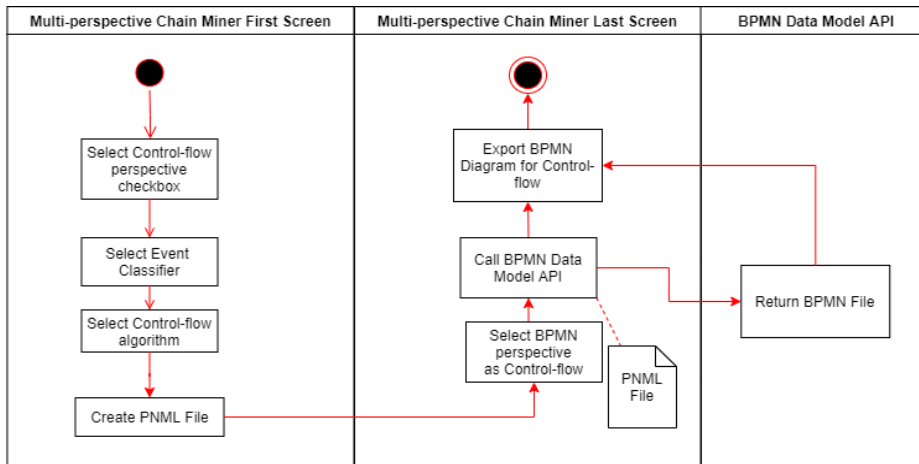 Multi-perspective Chain Miner First Screen
Multi-perspective Chain Miner Last Screen
BPMN Data Model API
Select Control-flow
perspective
checkbox
Select Event
Classifier
Select Control-flow
algorithm
Create PNML File
Export BPMN
Diagram for Control-
flow
Call BPMN Data
Model API
Select BPMN
perspective
as Control-flow
PNML
File
Return BPMN File